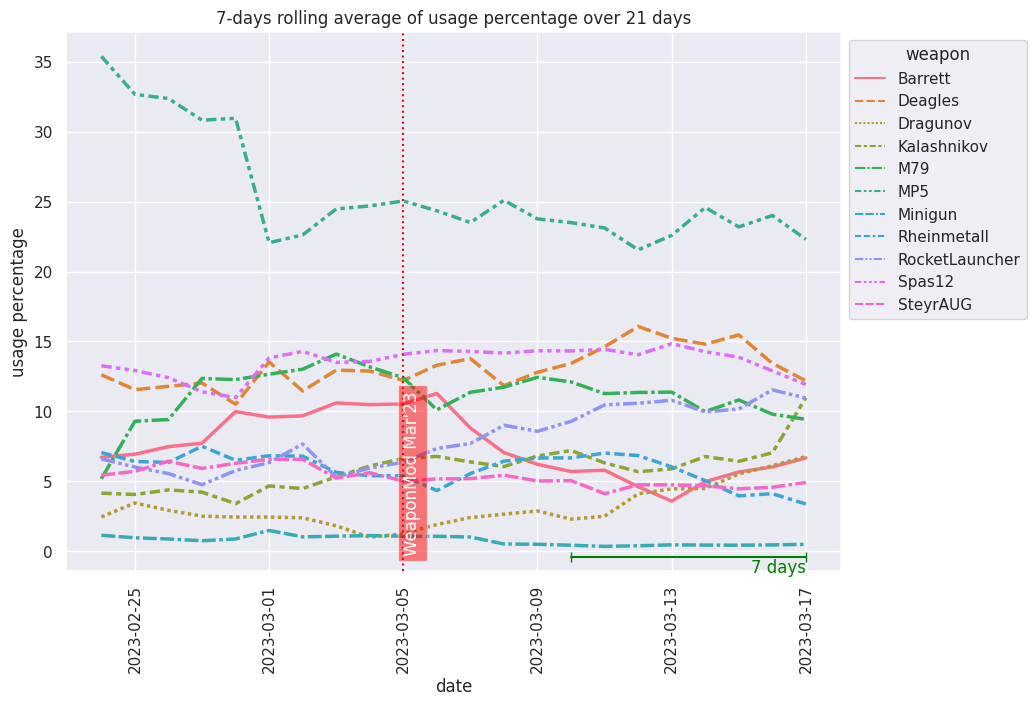 7-days rolling average of usage percentage over 21 days
usage percentage
35
30
25
20
15
10
5
0
WeaponMod Mar'23
7 days
2023-02-25
2023-03-01
2023-03-05
2023-03-09
2023-03-13
2023-03-17
date
weapon
Barrett
Deagles
Dragunov
Kalashnikov
M79
MP5
Minigun
Rheinmetall
RocketLauncher
Spas12
SteyrAUG